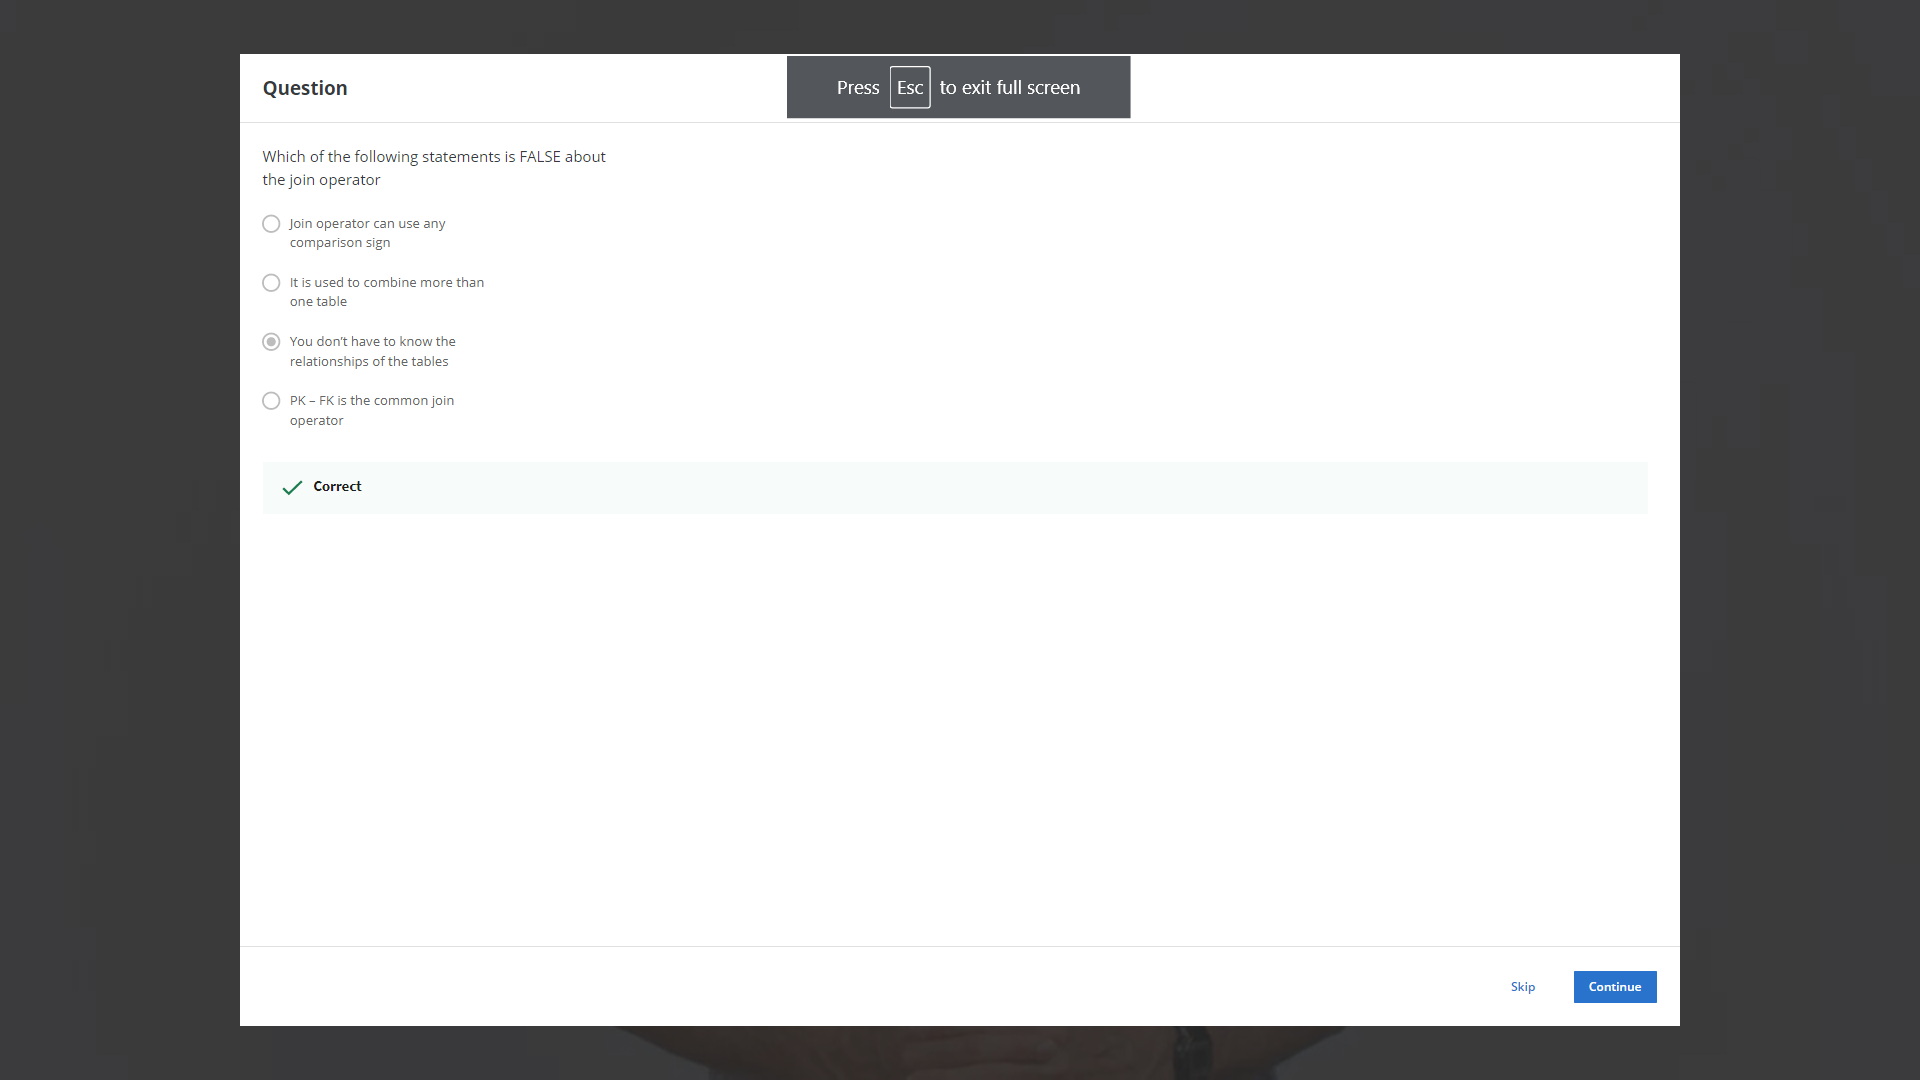 Question
Press Esc to exit full screen
Which of the following statements is FALSE about
the join operator
Join operator can use any
comparison sign
It is used to combine more than
one table
You don't have to know the
relationships of the tables
PK – FK is the common join
operator
Correct
Skip
Continue